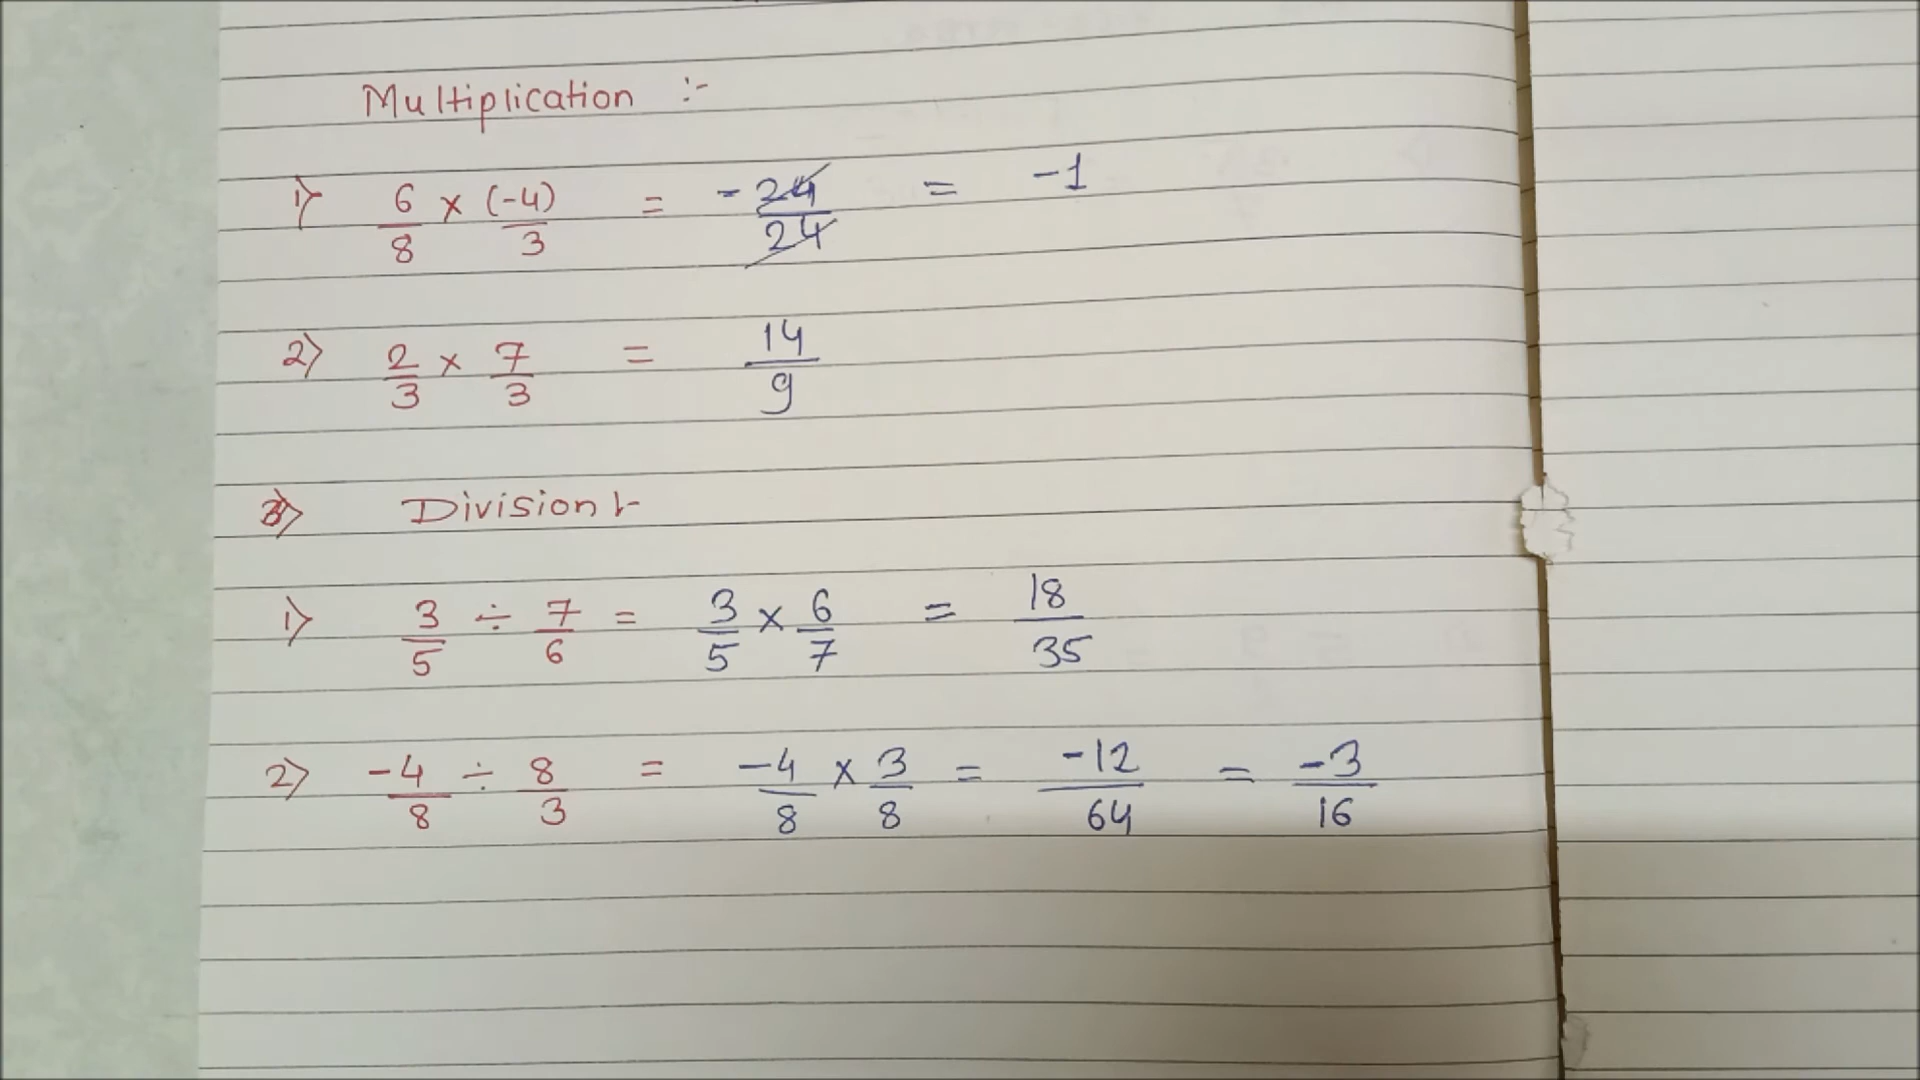 Multiplication :-
1) 6/8 × (-4)/3 = -24/24 = -1
2) 2/3 × 7/3 = 14/9
Division :-
1) 3/5 ÷ 7/6 = 3/5 × 6/7 = 18/35
2) -4/8 ÷ 8/3 = -4/8 × 3/8 = -12/64 = -3/16